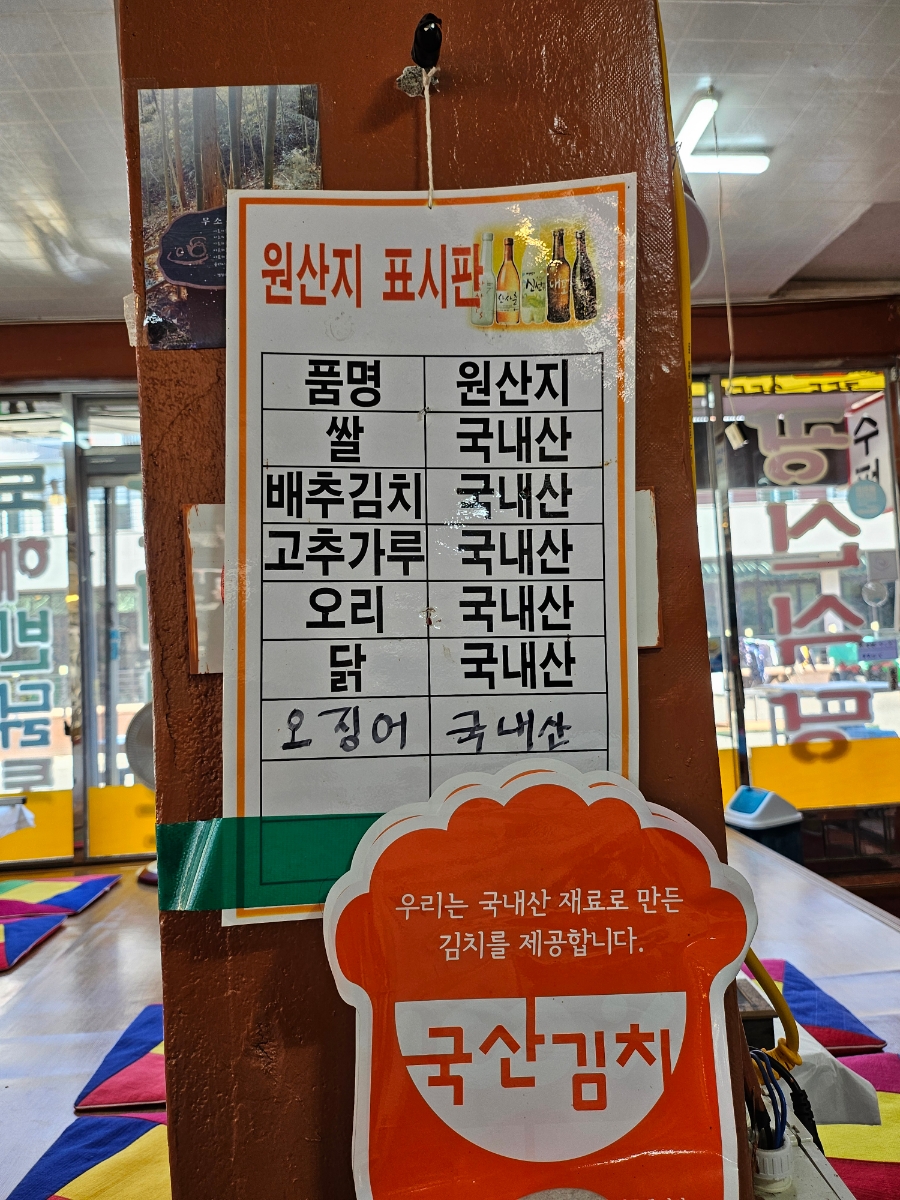 무소
원산지 표시판
품명 원산지
쌀 국내산
배추김치 국내산
고추가루 국내산
오리 국내산
닭 국내산
오징어 국내산
우리는 국내산 재료로 만든
김치를 제공합니다.
국산김치